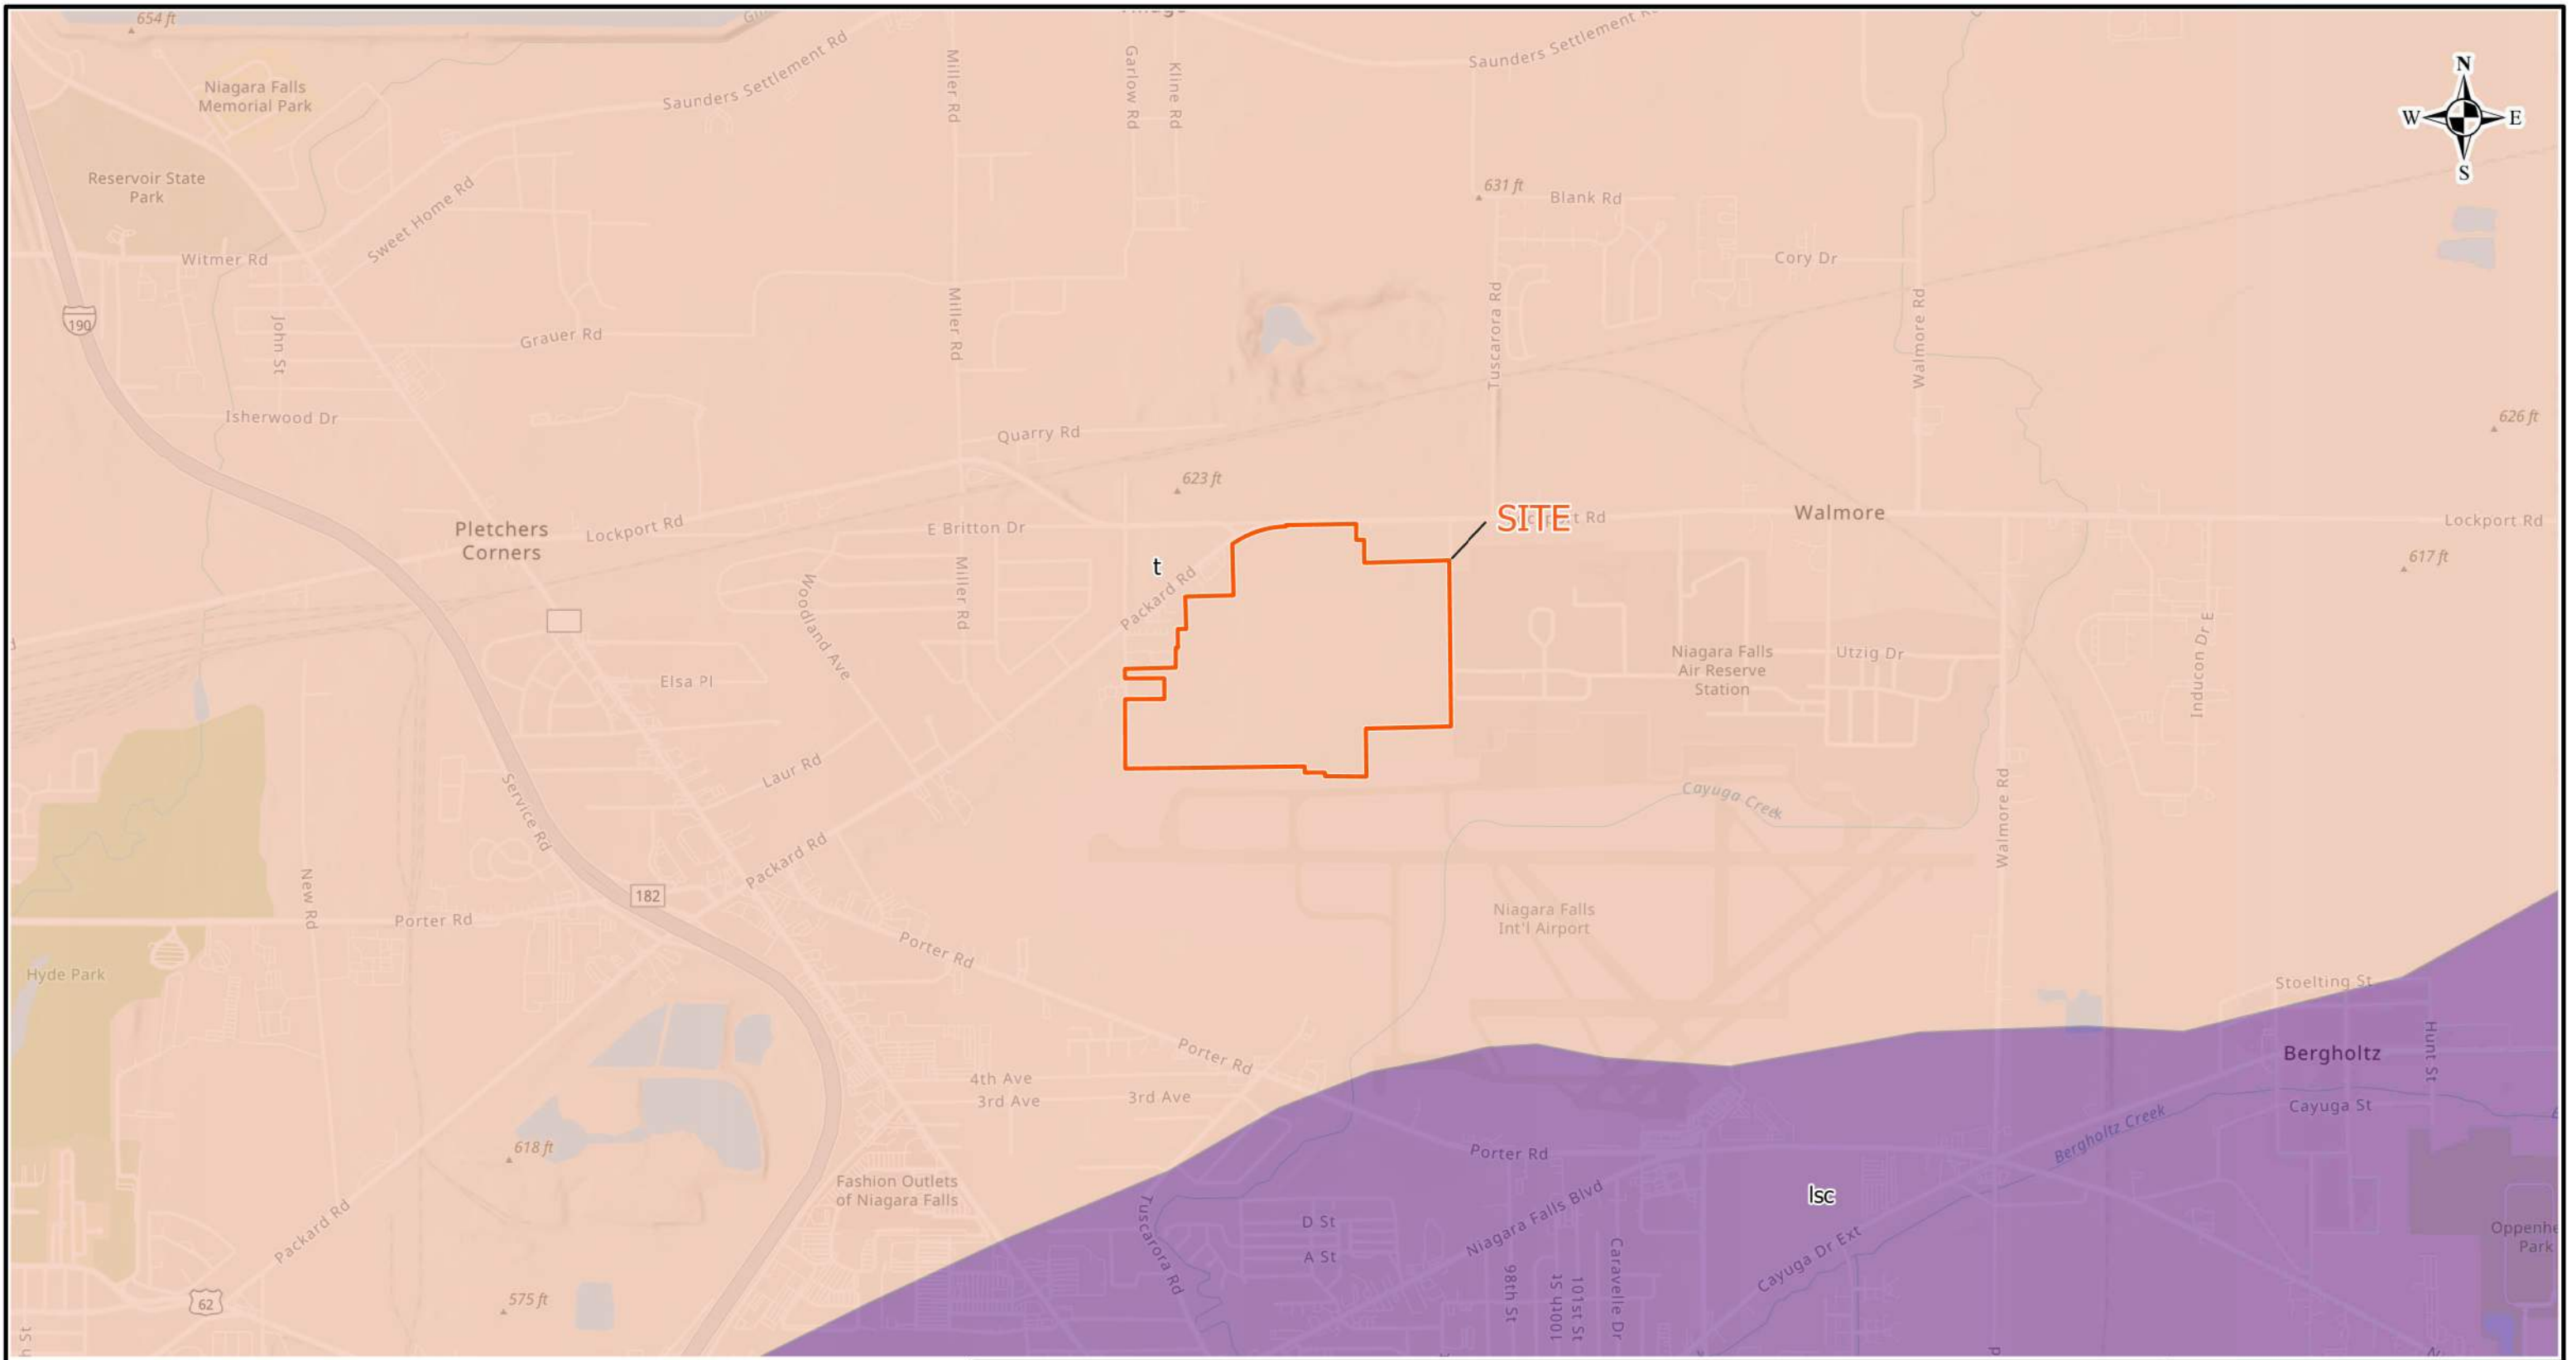 654 ft
Saunders Settlement Rd
Saunders Settlement
Niagara Falls
Memorial Park
Miller Rd
Garlow Rd
Kline Rd
N
W
E
S
Reservoir State
Park
Sweet Home Rd
631 ft
Blank Rd
Witmer Rd
Cory Dr
190
John St
Grauer Rd
Miller Rd
Tuscarora Rd
Walmore Rd
Isherwood Dr
Quarry Rd
626 ft
623 ft
Pletchers
Corners
Lockport Rd
E Britton Dr
SITE
Walmore
Lockport Rd
617 ft
t
Packard Rd
Woodland Ave
Miller Rd
Elsa Pl
Niagara Falls
Air Reserve
Station
Utzig Dr
Inducon Dr E
Laur Rd
Service Rd
Cayuga Creek
Walmore Rd
Packard Rd
New Rd
182
Porter Rd
Niagara Falls
Int'l Airport
Porter Rd
Hyde Park
Stoelting St
Porter Rd
Hunt St
Bergholtz
4th Ave
3rd Ave
3rd Ave
Cayuga St
Bergholtz Creek
618 ft
Porter Rd
Fashion Outlets
of Niagara Falls
lsc
Tuscarora Rd
D St
A St
Niagara Falls Blvd
Cayuga Dr Ext
Oppenhe
Park
Packard Rd
98th St
100th St
101st St
Caravelle Dr
62
575 ft